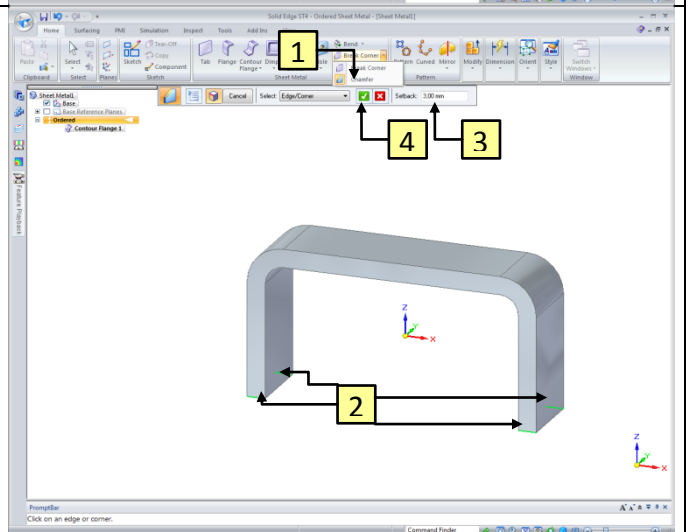 Solid Edge ST4 - Ordered Sheet Metal - [Sheet Metal1]
Home Surfacing PMI Simulation Inspect Tools Add Ins
Tear-Off
Copy
Component
Paste
Select
Planes
Sketch
Tab Flange Contour Flange
Bend
Break Corner
Break Corner
Chamfer
Pattern Curved Mirror Modify Dimension Orient Style Switch Windows
Clipboard Select Planes Sketch Sheet Metal Pattern Window
1
Cancel Select: Edge/Corner Setback: 3,00 mm
4
3
Sheet Metal1
Base
Base Reference Planes
Ordered
Contour Flange 1
Feature Playback
Z
Y
X
2
Z
Y
X
PromptBar
Click on an edge or corner.
Command Finder